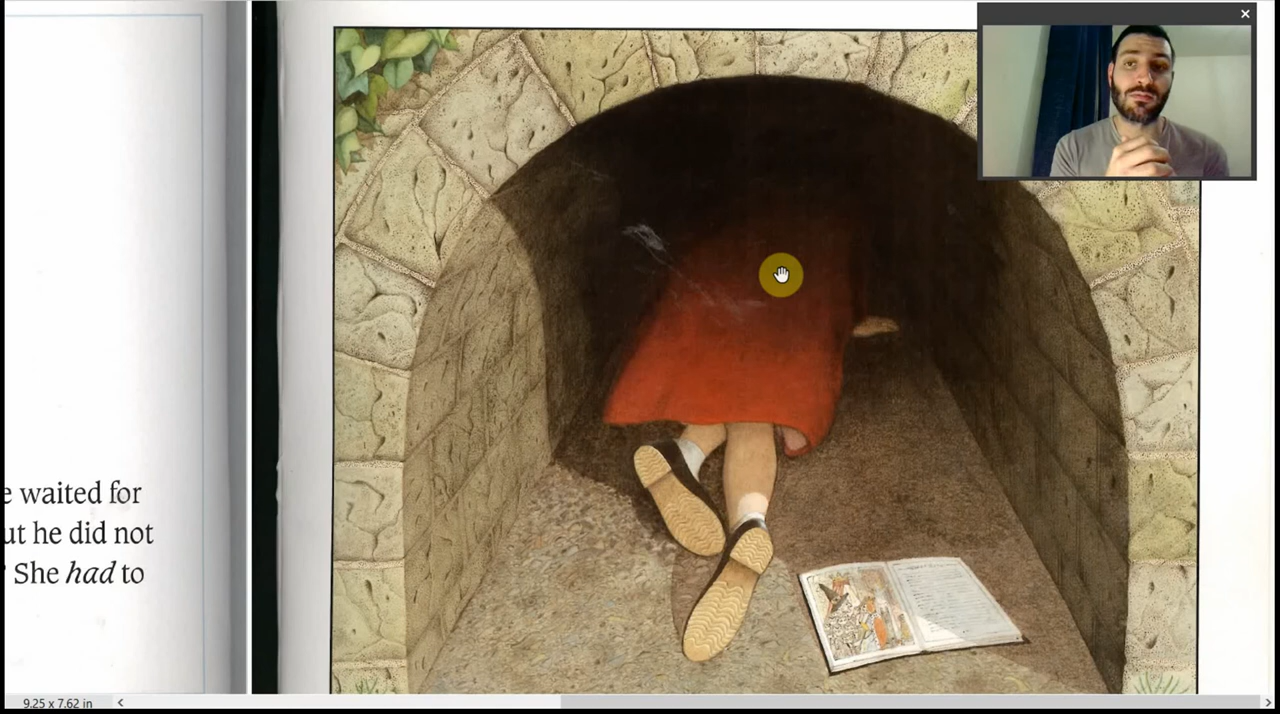 e waited for
ut he did not
She had to
9.25 x 7.62 in